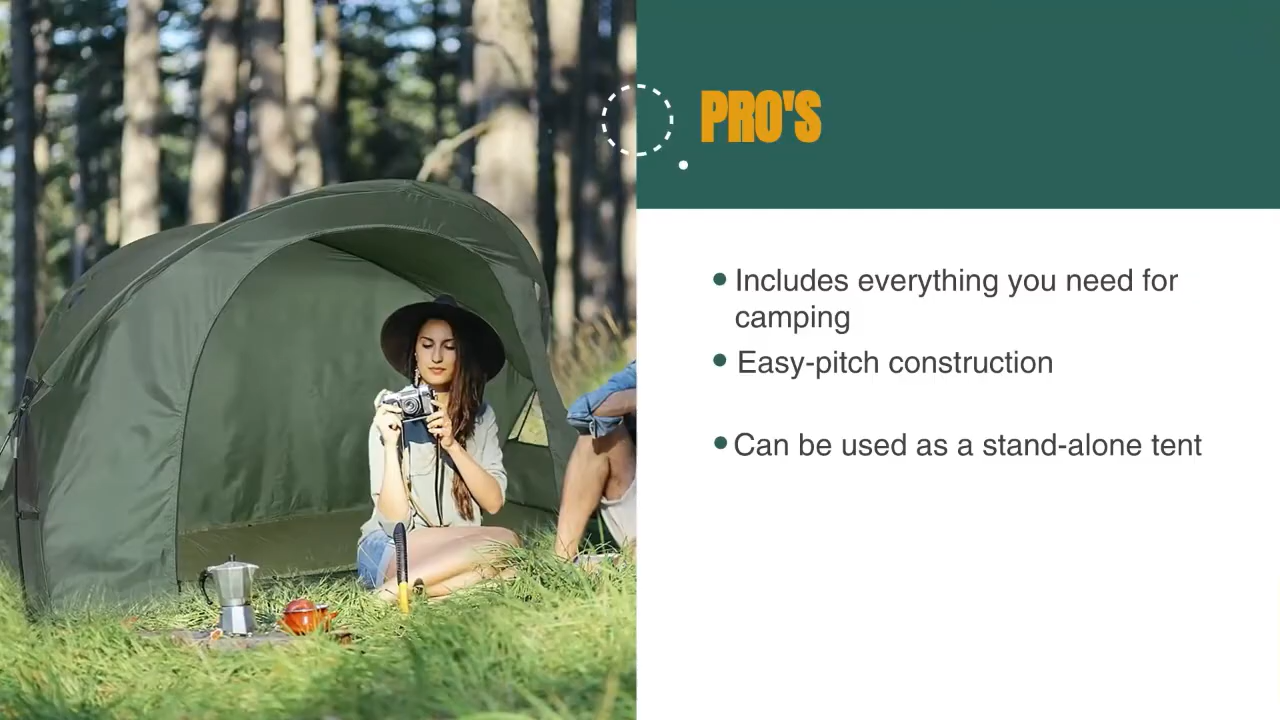 PRO'S
Includes everything you need for
camping
Easy-pitch construction
Can be used as a stand-alone tent